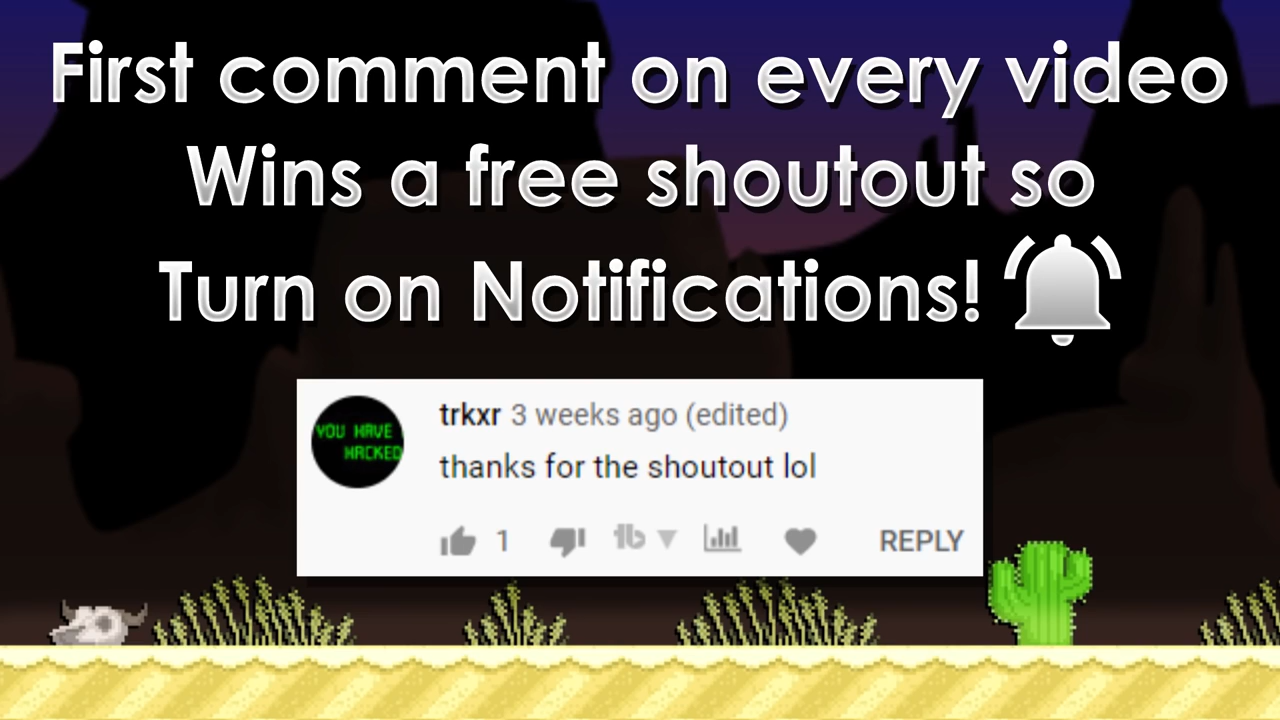 First comment on every video
Wins a free shoutout so
Turn on Notifications!
YOU HAVE
HACKED
trkxr 3 weeks ago (edited)
thanks for the shoutout lol
1
REPLY